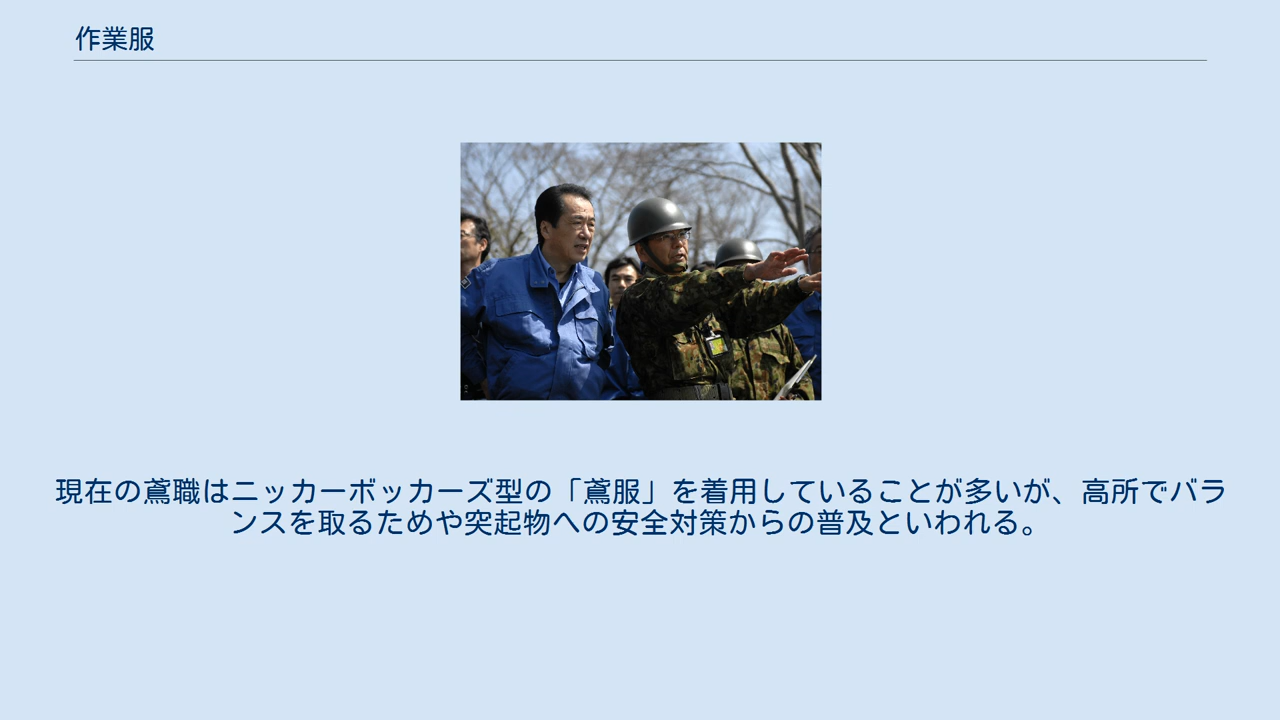 作業服
現在の鳶職はニッカーボッカーズ型の「鳶服」を着用していることが多いが、高所でバラ
ンスを取るためや突起物への安全対策からの普及といわれる。